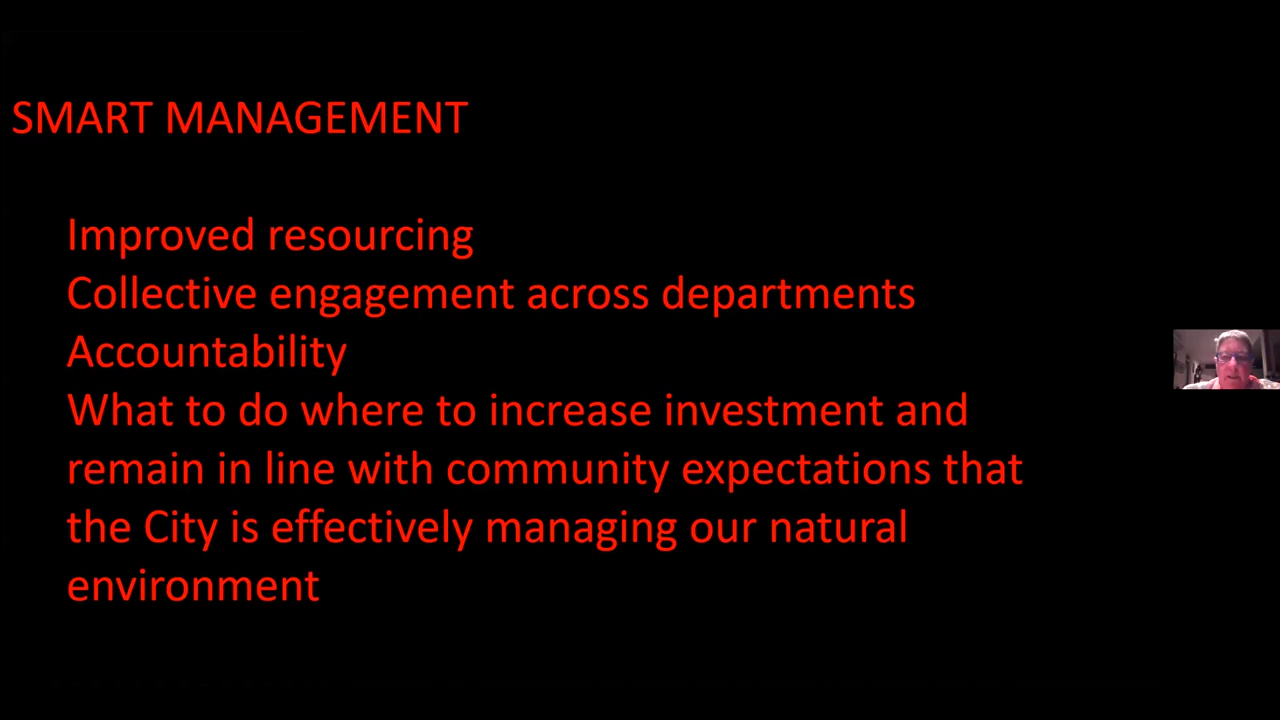 SMART MANAGEMENT
Improved resourcing
Collective engagement across departments
Accountability
What to do where to increase investment and
remain in line with community expectations that
the City is effectively managing our natural
environment